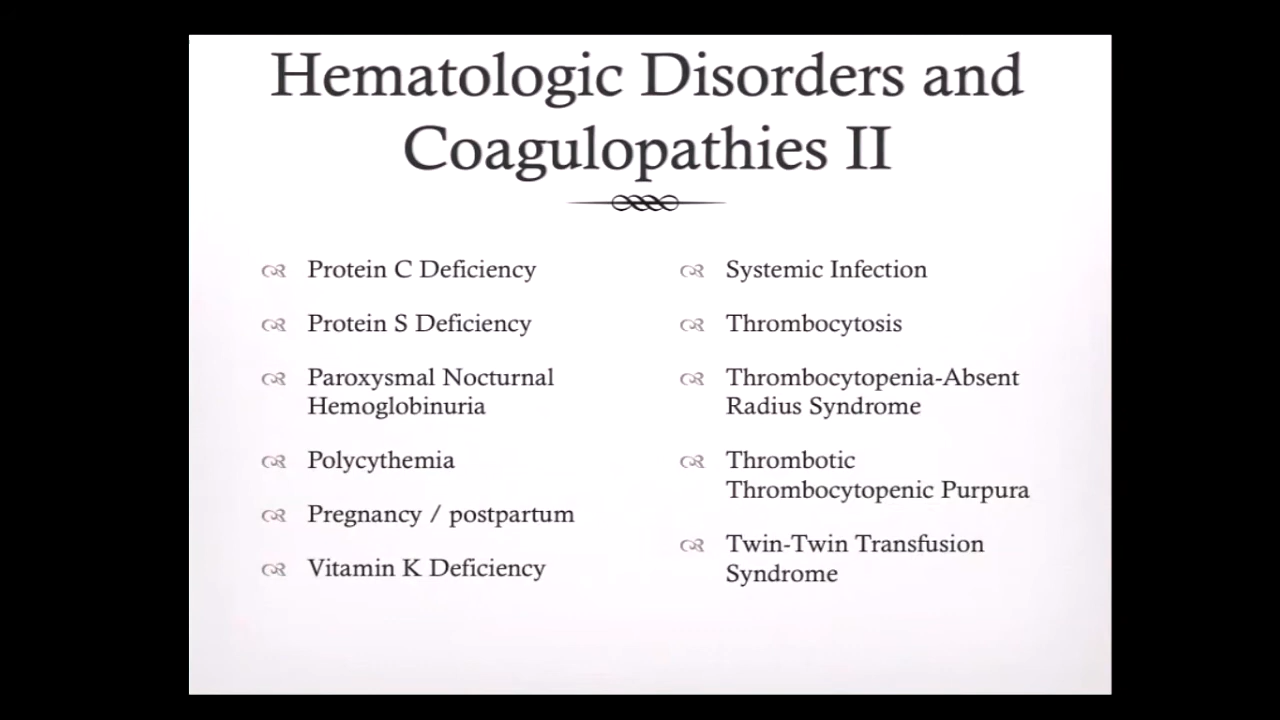 Hematologic Disorders and
Coagulopathies II
Protein C Deficiency
Protein S Deficiency
Paroxysmal Nocturnal
Hemoglobinuria
Polycythemia
Pregnancy / postpartum
Vitamin K Deficiency
Systemic Infection
Thrombocytosis
Thrombocytopenia-Absent
Radius Syndrome
Thrombotic
Thrombocytopenic Purpura
Twin-Twin Transfusion
Syndrome